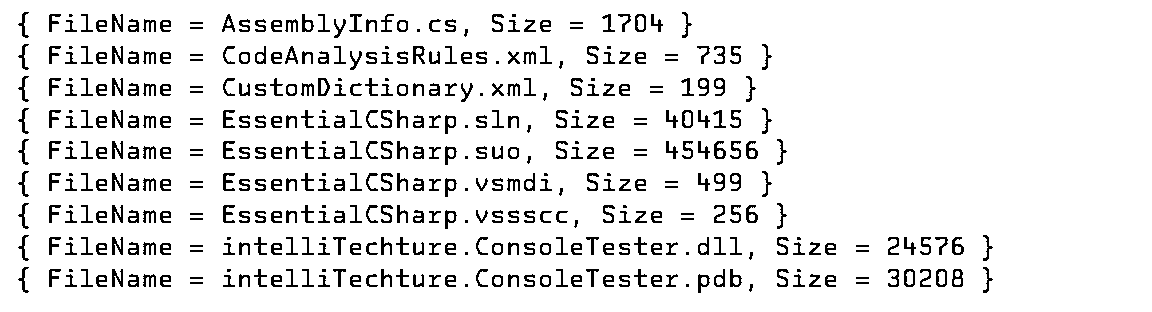 { FileName = AssemblyInfo.cs, Size = 1704 }
{ FileName = CodeAnalysisRules.xml, Size = 735 }
{ FileName = CustomDictionary.xml, Size = 199 }
{ FileName = EssentialCSharp.sln, Size = 40415 }
{ FileName = EssentialCSharp.suo, Size = 454656 }
{ FileName = EssentialCSharp.vsmdi, Size = 499 }
{ FileName = EssentialCSharp.vssscc, Size = 256 }
{ FileName = intelliTechture.ConsoleTester.dll, Size = 24576 }
{ FileName = intelliTechture.ConsoleTester.pdb, Size = 30208 }